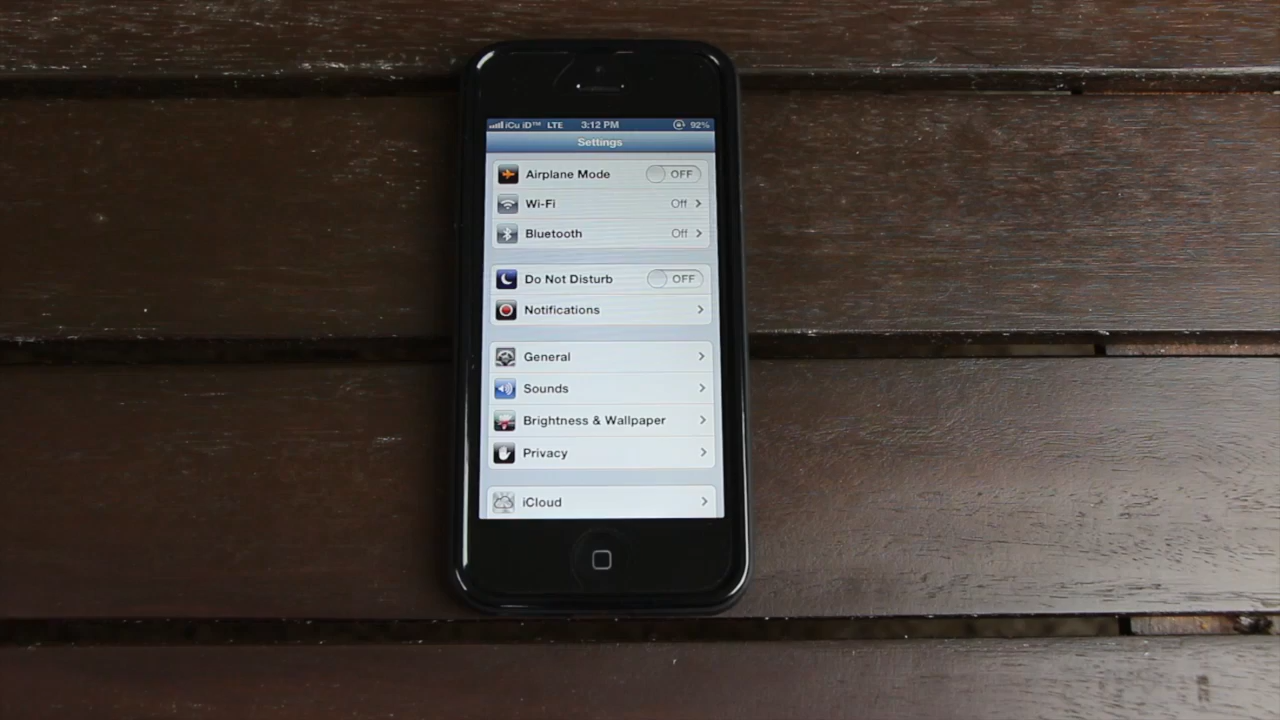 iCu iD™ LTE 3:12 PM 92%
Settings
Airplane Mode OFF
Wi-Fi Off
Bluetooth Off
Do Not Disturb OFF
Notifications
General
Sounds
Brightness & Wallpaper
Privacy
iCloud